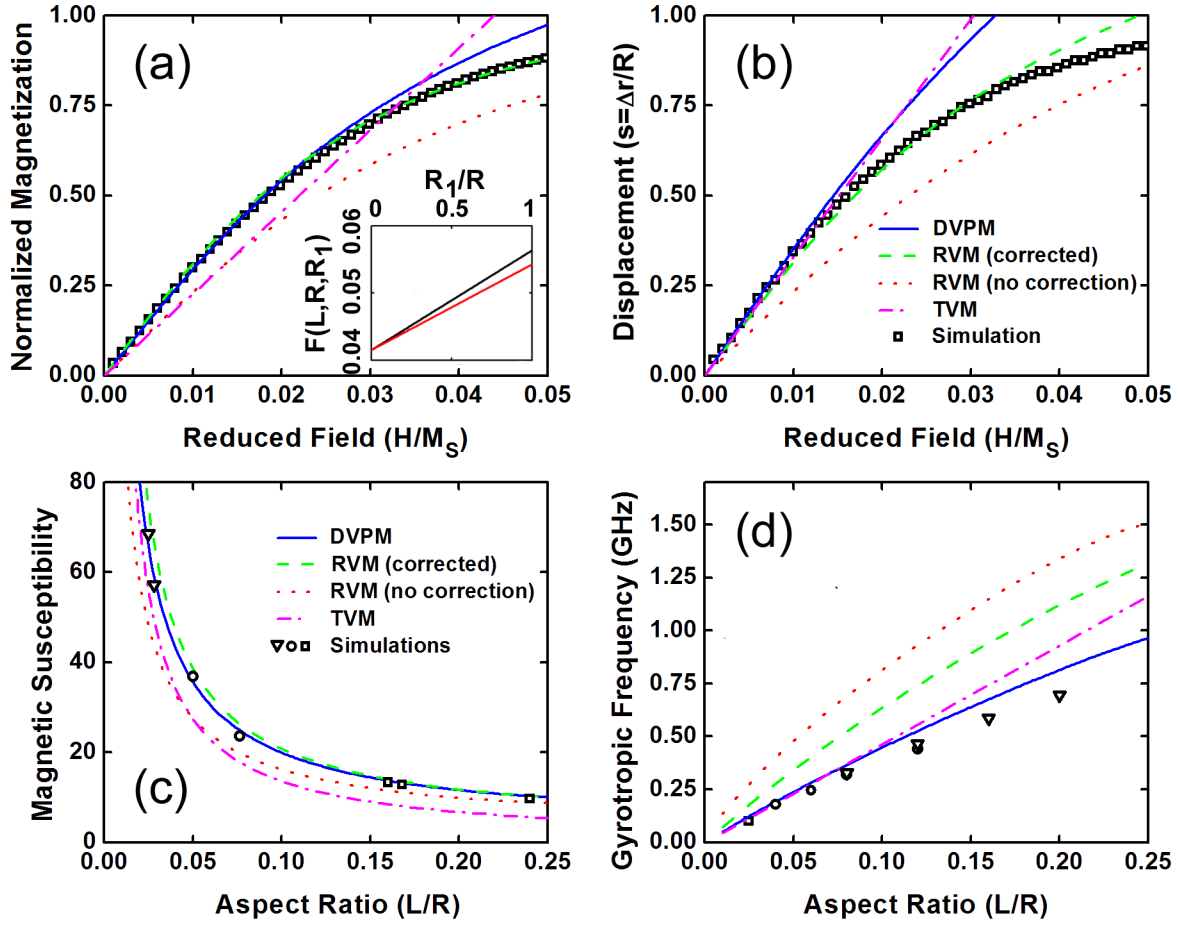 (a)
1.00
0.75
0.50
0.25
0.00
Normalized Magnetization
0.00 0.01 0.02 0.03 0.04 0.05
Reduced Field (H/M_S)
R_1/R
0 0.5 1
0.06
0.05
0.04
F(L,R,R_1)
(b)
1.00
0.75
0.50
0.25
0.00
Displacement (s=Δr/R)
DVPM
RVM (corrected)
RVM (no correction)
TVM
Simulation
0.00 0.01 0.02 0.03 0.04 0.05
Reduced Field (H/M_S)
80
60
40
20
0
Magnetic Susceptibility
DVPM
RVM (corrected)
RVM (no correction)
TVM
Simulations
(c)
0.00 0.05 0.10 0.15 0.20 0.25
Aspect Ratio (L/R)
(d)
1.50
1.25
1.00
0.75
0.50
0.25
0.00
Gyrotropic Frequency (GHz)
0.00 0.05 0.10 0.15 0.20 0.25
Aspect Ratio (L/R)